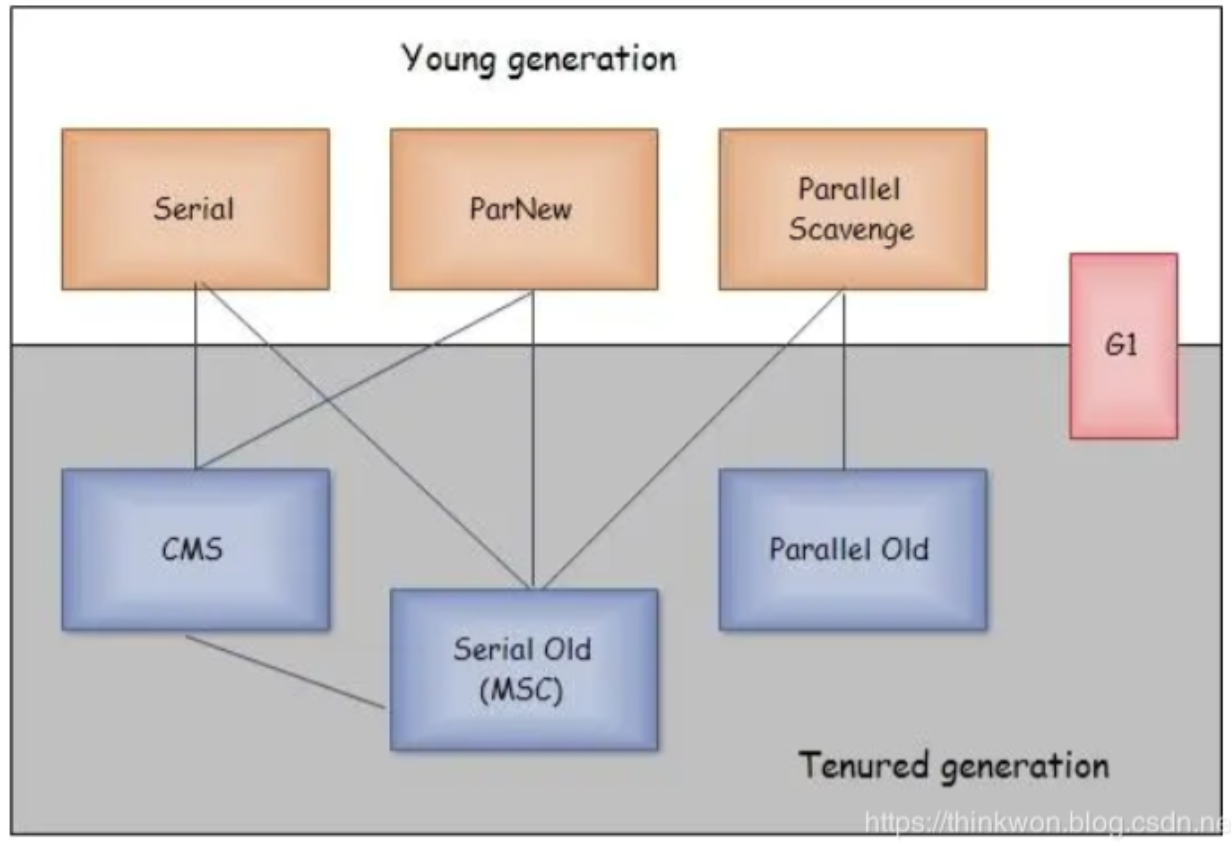 Young generation
Serial
ParNew
Parallel
Scavenge
G1
CMS
Parallel Old
Serial Old
(MSC)
Tenured generation
https://thinkwon.blog.csdn.ne